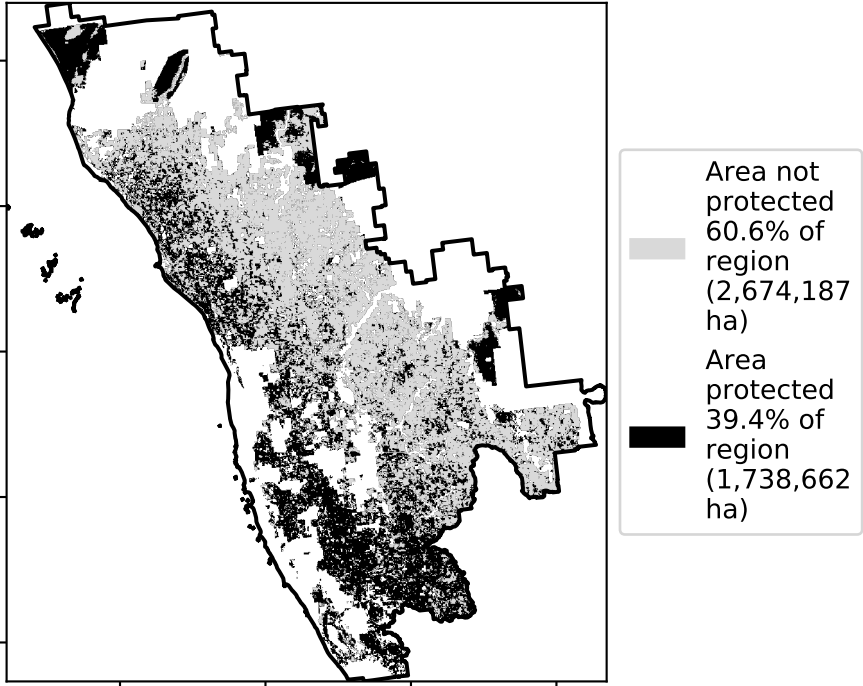 Area not
protected
60.6% of
region
(2,674,187
ha)
Area
protected
39.4% of
region
(1,738,662
ha)